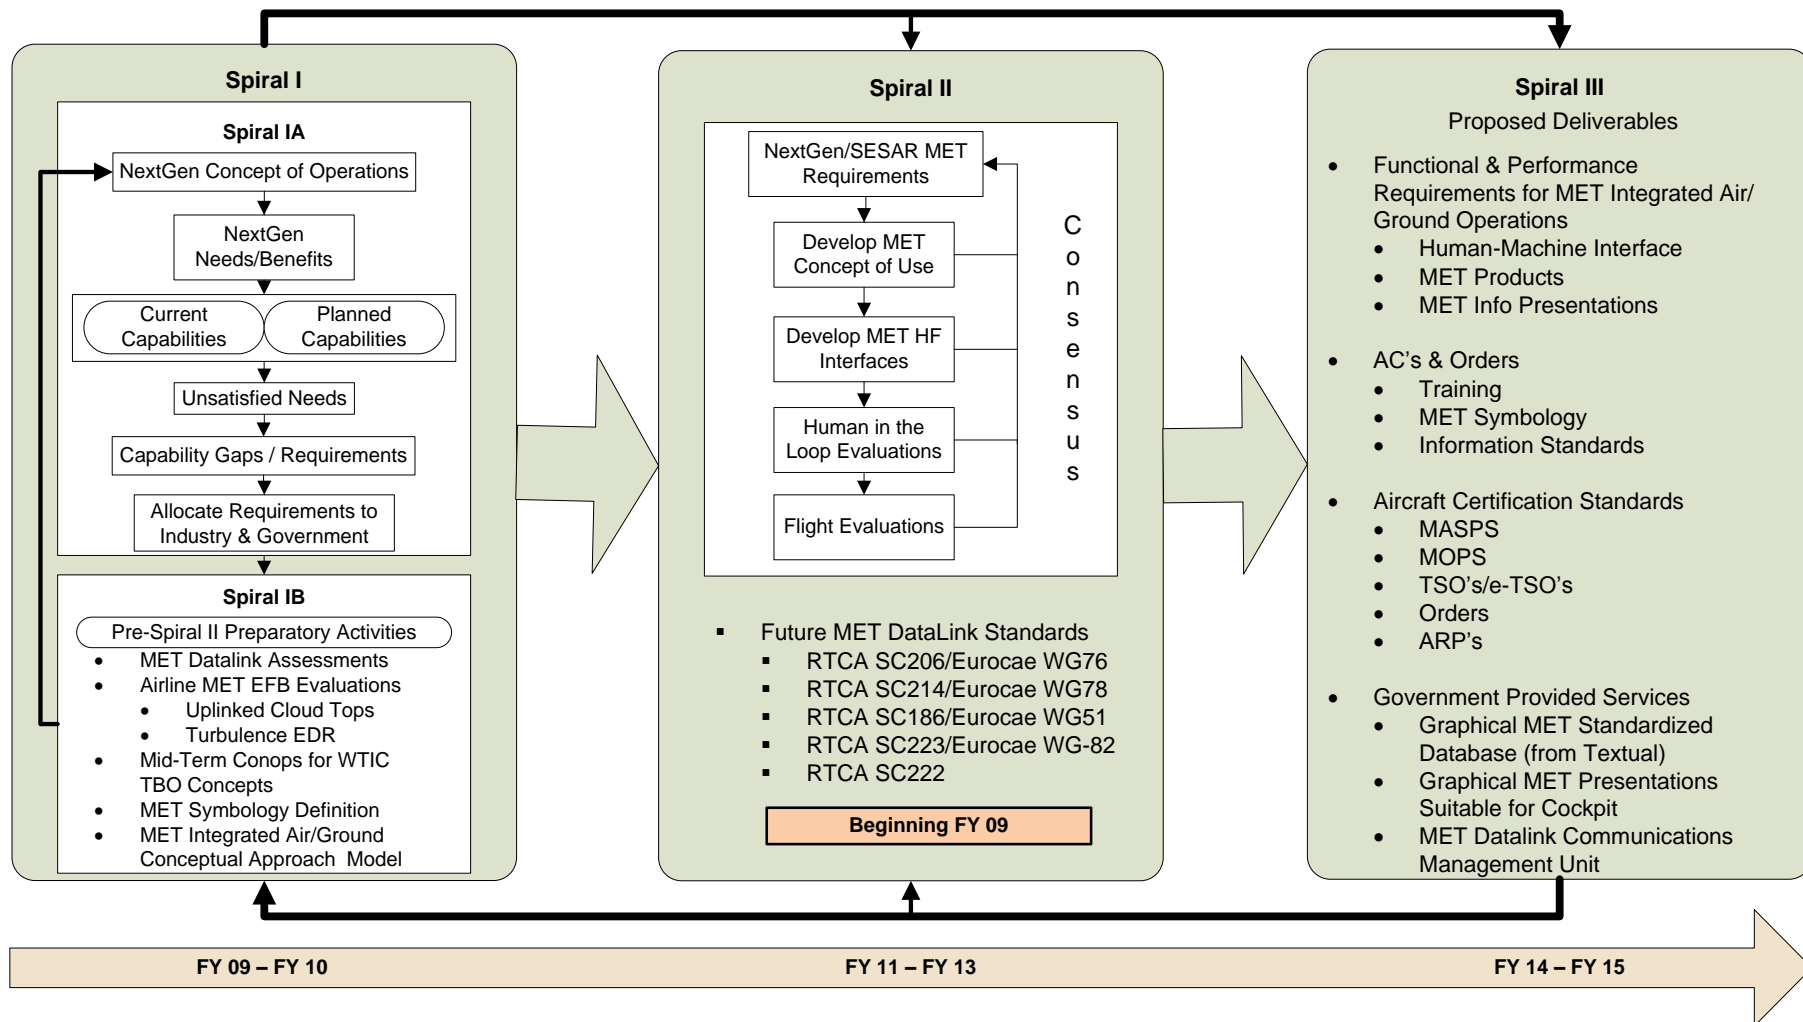 Spiral I
Spiral IA
NextGen Concept of Operations
NextGen
Needs/Benefits
Current
Capabilities
Planned
Capabilities
Unsatisfied Needs
Capability Gaps / Requirements
Allocate Requirements to
Industry & Government
Spiral IB
Pre-Spiral II Preparatory Activities
• MET Datalink Assessments
• Airline MET EFB Evaluations
• Uplinked Cloud Tops
• Turbulence EDR
• Mid-Term Conops for WTIC
TBO Concepts
• MET Symbology Definition
• MET Integrated Air/Ground
Conceptual Approach Model
Spiral II
NextGen/SESAR MET
Requirements
Develop MET
Concept of Use
Develop MET HF
Interfaces
Human in the
Loop Evaluations
Flight Evaluations
Consensus
▪ Future MET DataLink Standards
▪ RTCA SC206/Eurocae WG76
▪ RTCA SC214/Eurocae WG78
▪ RTCA SC186/Eurocae WG51
▪ RTCA SC223/Eurocae WG-82
▪ RTCA SC222
Beginning FY 09
Spiral III
Proposed Deliverables
• Functional & Performance
Requirements for MET Integrated Air/
Ground Operations
• Human-Machine Interface
• MET Products
• MET Info Presentations
• AC's & Orders
• Training
• MET Symbology
• Information Standards
• Aircraft Certification Standards
• MASPS
• MOPS
• TSO's/e-TSO's
• Orders
• ARP's
• Government Provided Services
• Graphical MET Standardized
Database (from Textual)
• Graphical MET Presentations
Suitable for Cockpit
• MET Datalink Communications
Management Unit
FY 09 – FY 10
FY 11 – FY 13
FY 14 – FY 15